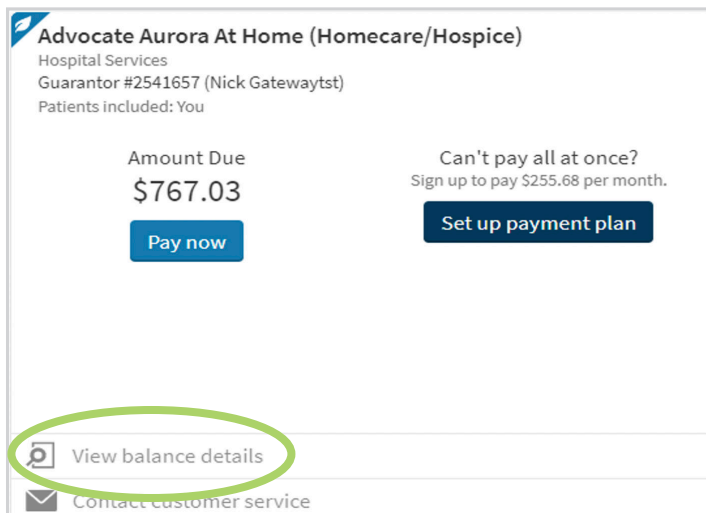 Advocate Aurora At Home (Homecare/Hospice)
Hospital Services
Guarantor #2541657 (Nick Gatewaytst)
Patients included: You
Amount Due
$767.03
Pay now
Can't pay all at once?
Sign up to pay $255.68 per month.
Set up payment plan
View balance details
Contact customer service